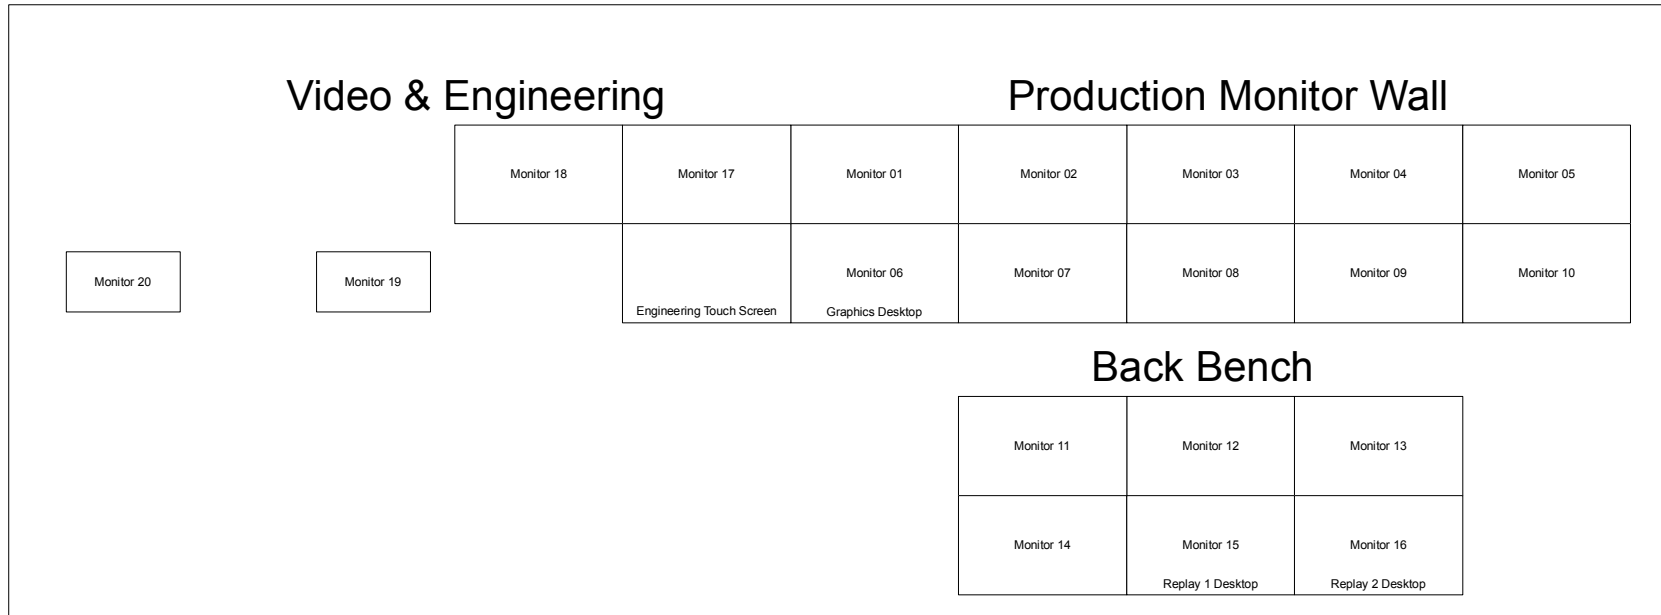 Video & Engineering
Production Monitor Wall
Monitor 18
Monitor 17
Monitor 01
Monitor 02
Monitor 03
Monitor 04
Monitor 05
Monitor 20
Monitor 19
Engineering Touch Screen
Monitor 06
Graphics Desktop
Monitor 07
Monitor 08
Monitor 09
Monitor 10
Back Bench
Monitor 11
Monitor 12
Monitor 13
Monitor 14
Monitor 15
Replay 1 Desktop
Monitor 16
Replay 2 Desktop